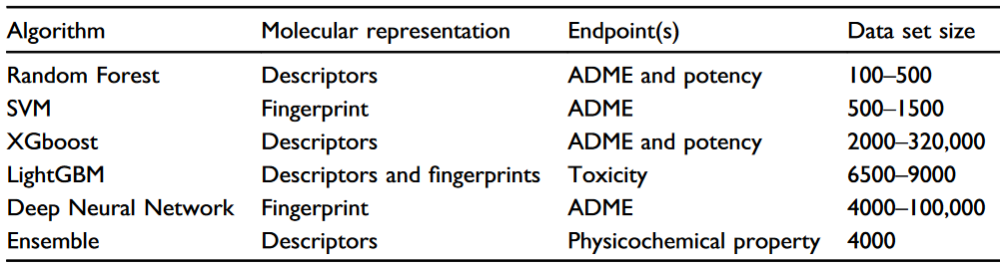 Algorithm Molecular representation Endpoint(s) Data set size
Random Forest Descriptors ADME and potency 100–500
SVM Fingerprint ADME 500–1500
XGboost Descriptors ADME and potency 2000–320,000
LightGBM Descriptors and fingerprints Toxicity 6500–9000
Deep Neural Network Fingerprint ADME 4000–100,000
Ensemble Descriptors Physicochemical property 4000